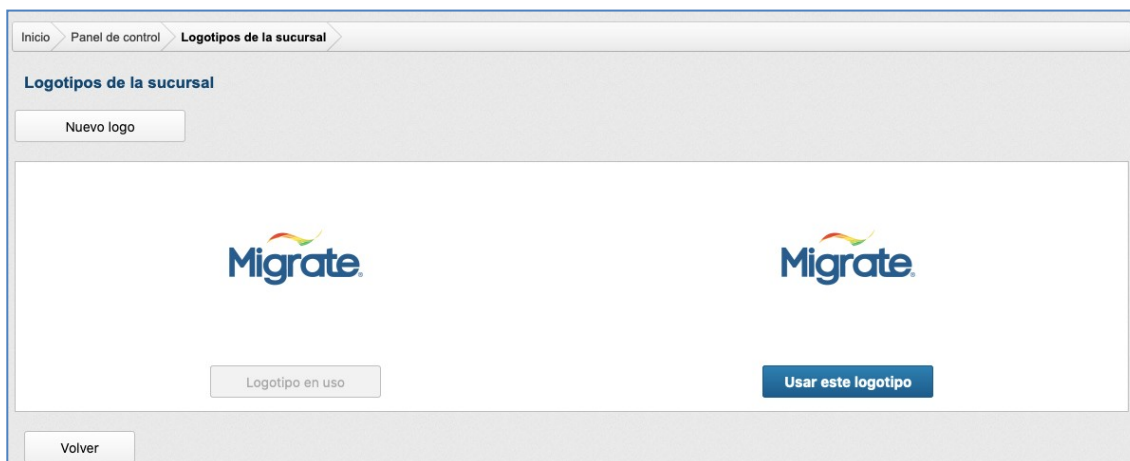 Inicio Panel de control Logotipos de la sucursal
Logotipos de la sucursal
Nuevo logo
Migrate® Migrate®
Logotipo en uso Usar este logotipo
Volver